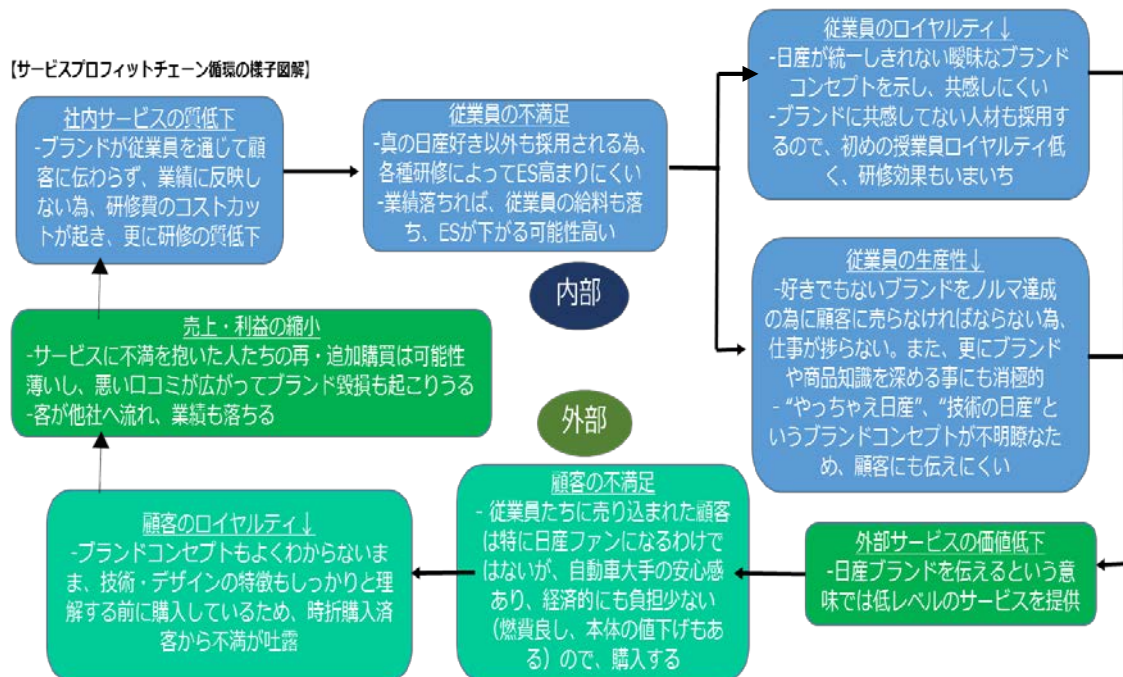 【サービスプロフィットチェーン循環の様子図解】
社内サービスの質低下
-ブランドが従業員を通じて顧
客に伝わらず、業績に反映し
ない為、研修費のコストカッ
トが起き、更に研修の質低下
従業員の不満足
-真の日産好き以外も採用される為、
各種研修によってES高まりにくい
-業績落ちれば、従業員の給料も落
ち、ESが下がる可能性高い
従業員のロイヤルティ↓
-日産が統一しきれない曖昧なブランド
コンセプトを示し、共感しにくい
-ブランドに共感してない人材も採用す
るので、初めの授業員ロイヤルティ低
く、研修効果もいまいち
従業員の生産性↓
-好きでもないブランドをノルマ達成
の為に顧客に売らなければならない為、
仕事が捗らない。また、更にブランド
や商品知識を深める事にも消極的
- “やっちゃえ日産”、“技術の日産”と
いうブランドコンセプトが不明瞭なた
め、顧客にも伝えにくい
内部
外部
外部サービスの価値低下
-日産ブランドを伝えるという意
味では低レベルのサービスを提供
顧客の不満足
- 従業員たちに売り込まれた顧客
は特に日産ファンになるわけで
はないが、自動車大手の安心感
あり、経済的にも負担少ない
（燃費良し、本体の値下げもあ
る）ので、購入する
顧客のロイヤルティ↓
-ブランドコンセプトもよくわからないま
ま、技術・デザインの特徴もしっかりと理
解する前に購入しているため、時折購入済
客から不満が吐露
売上・利益の縮小
-サービスに不満を抱いた人たちの再・追加購買は可能性
薄いし、悪い口コミが広がってブランド毀損も起こりうる
-客が他社へ流れ、業績も落ちる